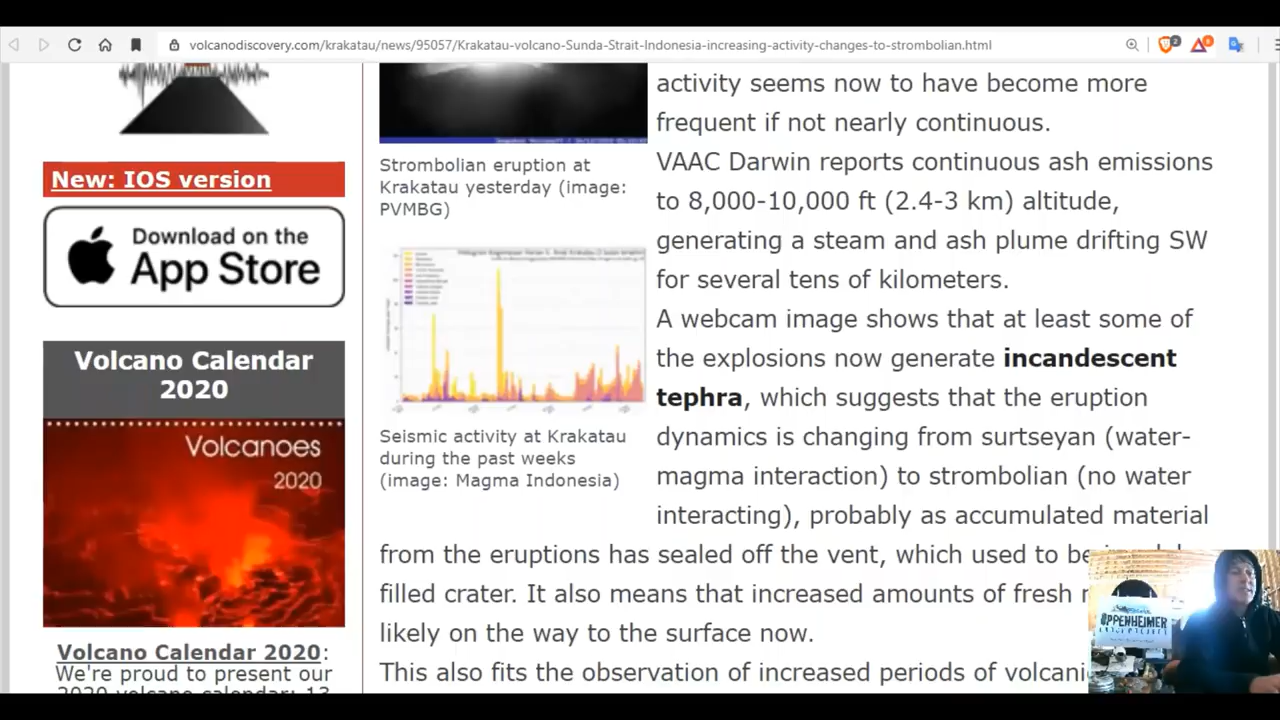 volcanodiscovery.com/krakatau/news/95057/Krakatau-volcano-Sunda-Strait-Indonesia-increasing-activity-changes-to-strombolian.html
New: IOS version
Download on the
App Store
Volcano Calendar
2020
Volcanoes
2020
Volcano Calendar 2020:
We're proud to present our
2020 volcano calendar: 13
Strombolian eruption at
Krakatau yesterday (image:
PVMBG)
Seismic activity at Krakatau
during the past weeks
(image: Magma Indonesia)
activity seems now to have become more
frequent if not nearly continuous.
VAAC Darwin reports continuous ash emissions
to 8,000-10,000 ft (2.4-3 km) altitude,
generating a steam and ash plume drifting SW
for several tens of kilometers.
A webcam image shows that at least some of
the explosions now generate incandescent
tephra, which suggests that the eruption
dynamics is changing from surtseyan (water-
magma interaction) to strombolian (no water
interacting), probably as accumulated material
from the eruptions has sealed off the vent, which used to be
filled crater. It also means that increased amounts of fresh
likely on the way to the surface now.
This also fits the observation of increased periods of
OPPENHEIMER